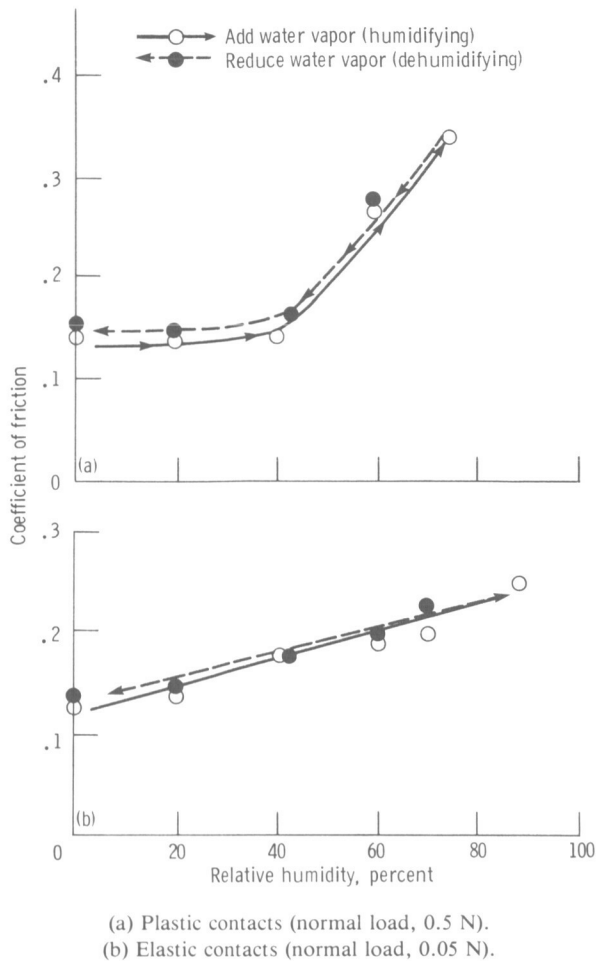 Add water vapor (humidifying)
Reduce water vapor (dehumidifying)
.4
.3
.2
.1
0
(a)
Coefficient of friction
.3
.2
.1
(b)
0 20 40 60 80 100
Relative humidity, percent
(a) Plastic contacts (normal load, 0.5 N).
(b) Elastic contacts (normal load, 0.05 N).